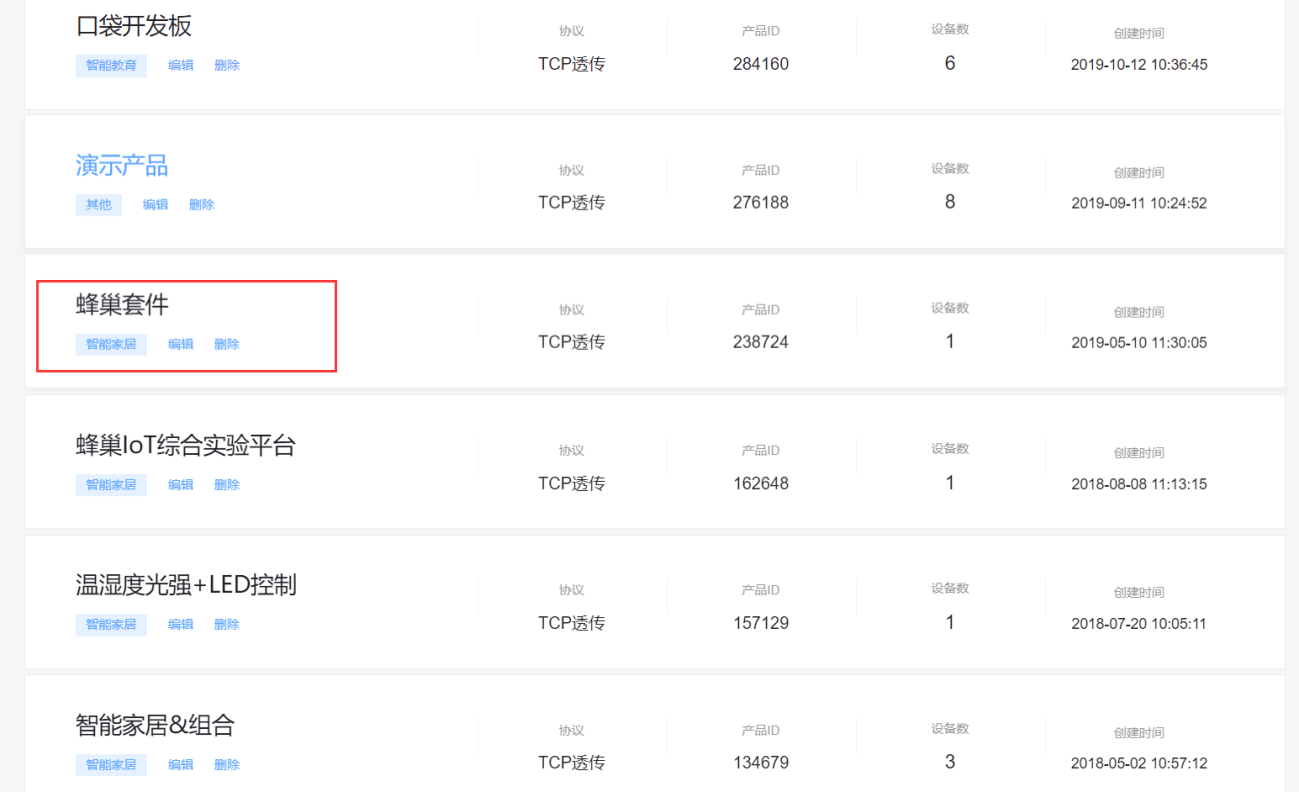 口袋开发板
协议
产品ID
设备数
创建时间
智能教育 编辑 删除
TCP透传
284160
6
2019-10-12 10:36:45
演示产品
协议
产品ID
设备数
创建时间
其他 编辑 删除
TCP透传
276188
8
2019-09-11 10:24:52
蜂巢套件
协议
产品ID
设备数
创建时间
智能家居 编辑 删除
TCP透传
238724
1
2019-05-10 11:30:05
蜂巢IoT综合实验平台
协议
产品ID
设备数
创建时间
智能家居 编辑 删除
TCP透传
162648
1
2018-08-08 11:13:15
温湿度光强+LED控制
协议
产品ID
设备数
创建时间
智能家居 编辑 删除
TCP透传
157129
1
2018-07-20 10:05:11
智能家居&组合
协议
产品ID
设备数
创建时间
智能家居 编辑 删除
TCP透传
134679
3
2018-05-02 10:57:12